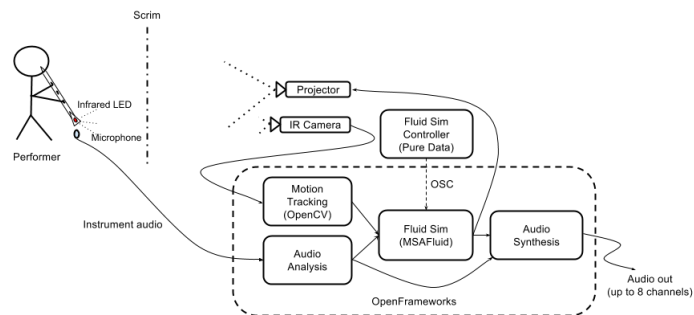 Scrim
Infrared LED
Microphone
Performer
Projector
IR Camera
Fluid Sim
Controller
(Pure Data)
OSC
Motion
Tracking
(OpenCV)
Fluid Sim
(MSAFluid)
Audio
Synthesis
Instrument audio
Audio
Analysis
OpenFrameworks
Audio out
(up to 8 channels)